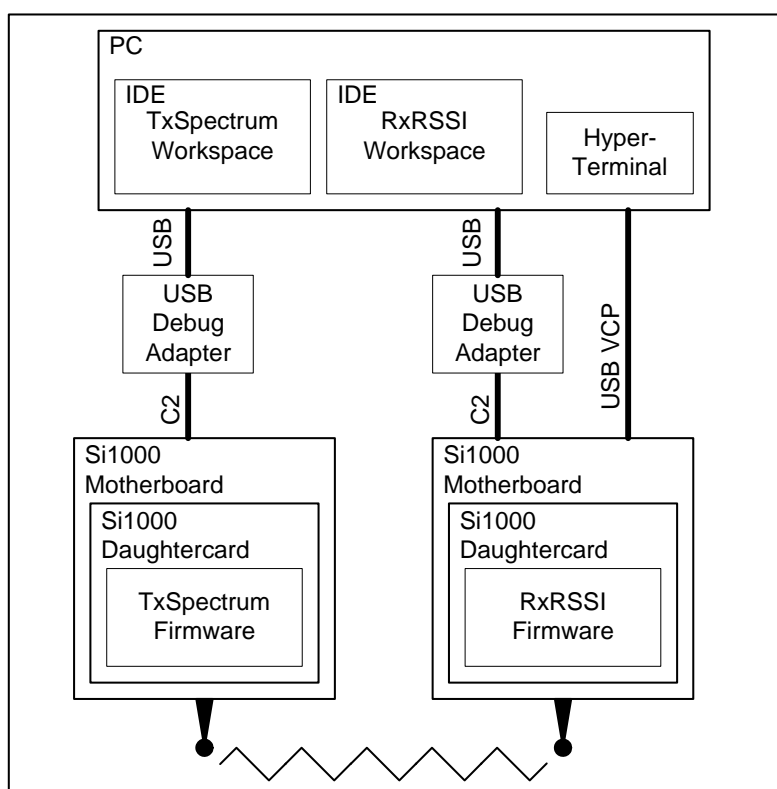 PC
IDE
TxSpectrum
Workspace
IDE
RxRSSI
Workspace
Hyper-
Terminal
USB
USB
USB VCP
USB
Debug
Adapter
USB
Debug
Adapter
C2
C2
Si1000
Motherboard
Si1000
Daughtercard
TxSpectrum
Firmware
Si1000
Motherboard
Si1000
Daughtercard
RxRSSI
Firmware